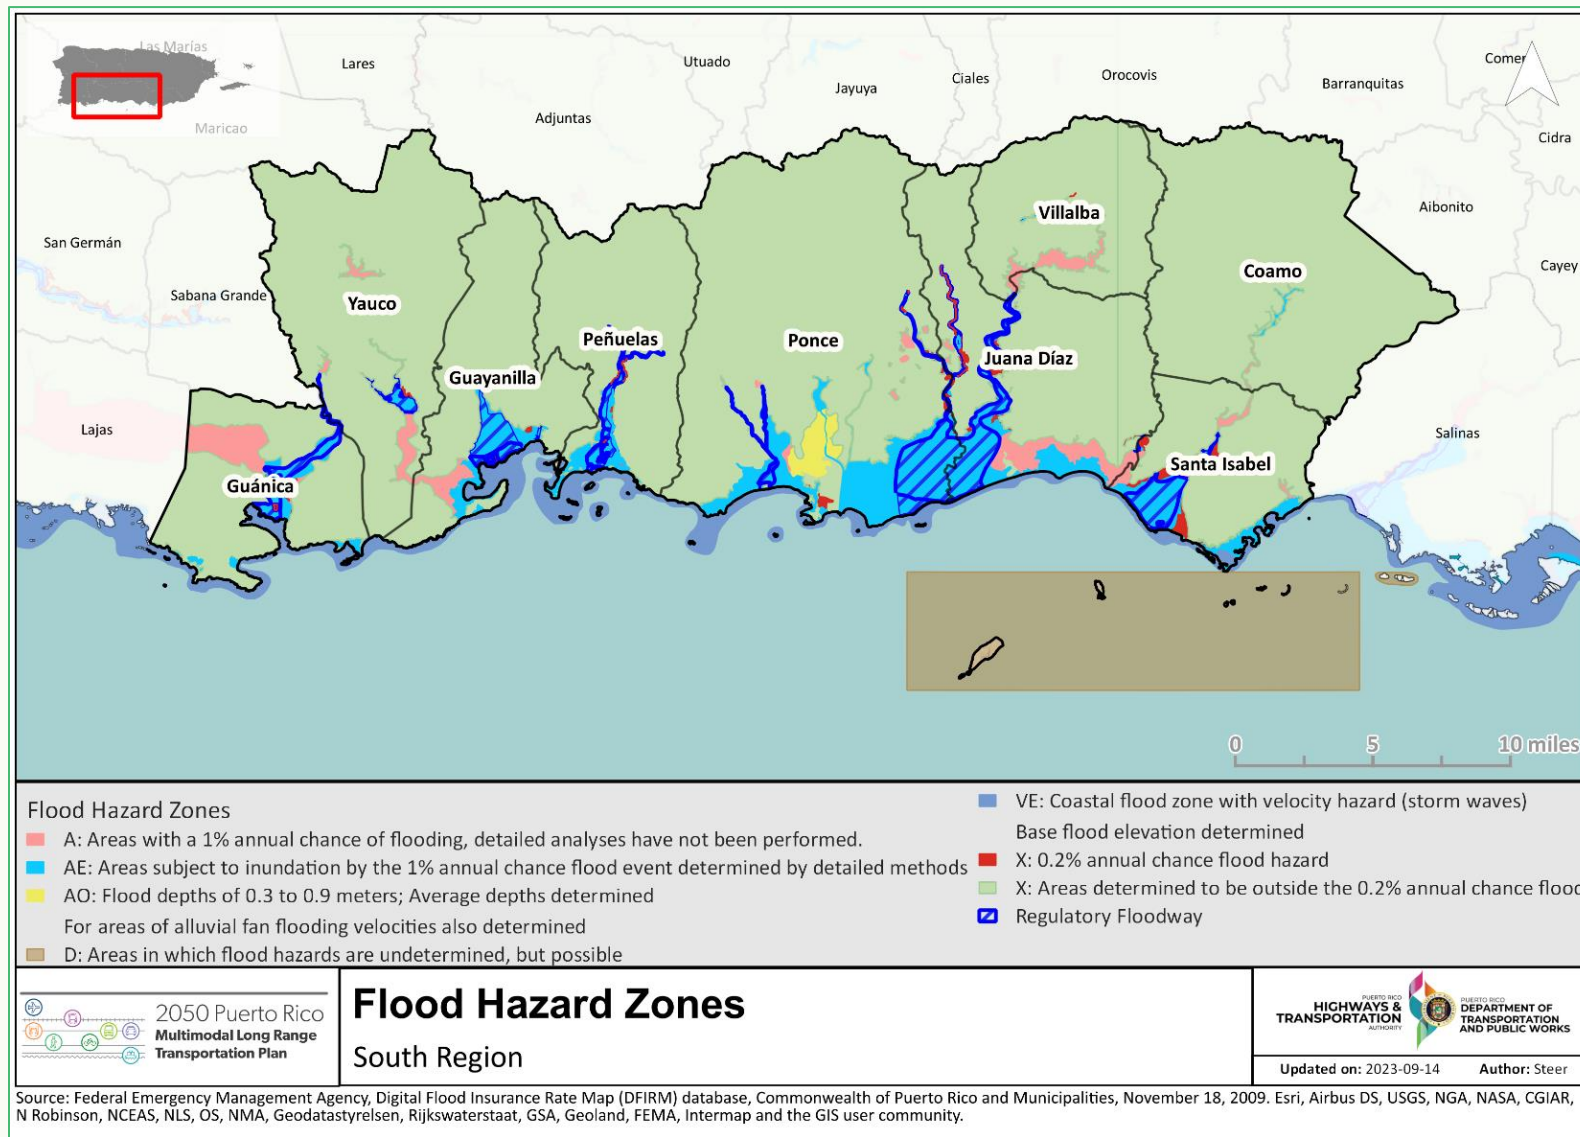 Las Marías
Lares
Utuado
Jayuya
Ciales
Orocovis
Barranquitas
Maricao
Adjuntas
Cidra
Villalba
Aibonito
San Germán
Coamo
Cayey
Sabana Grande
Yauco
Peñuelas
Ponce
Juana Díaz
Guayanilla
Lajas
Salinas
Santa Isabel
Guánica
0 5 10 miles
Flood Hazard Zones
A: Areas with a 1% annual chance of flooding, detailed analyses have not been performed.
AE: Areas subject to inundation by the 1% annual chance flood event determined by detailed methods
AO: Flood depths of 0.3 to 0.9 meters; Average depths determined
For areas of alluvial fan flooding velocities also determined
D: Areas in which flood hazards are undetermined, but possible
VE: Coastal flood zone with velocity hazard (storm waves)
Base flood elevation determined
X: 0.2% annual chance flood hazard
X: Areas determined to be outside the 0.2% annual chance flood
Regulatory Floodway
2050 Puerto Rico
Multimodal Long Range
Transportation Plan
Flood Hazard Zones
South Region
PUERTO RICO
HIGHWAYS &
TRANSPORTATION
AUTHORITY
PUERTO RICO
DEPARTMENT OF
TRANSPORTATION
AND PUBLIC WORKS
Updated on: 2023-09-14 Author: Steer
Source: Federal Emergency Management Agency, Digital Flood Insurance Rate Map (DFIRM) database, Commonwealth of Puerto Rico and Municipalities, November 18, 2009. Esri, Airbus DS, USGS, NGA, NASA, CGIAR,
N Robinson, NCEAS, NLS, OS, NMA, Geodatastyrelsen, Rijkswaterstaat, GSA, Geoland, FEMA, Intermap and the GIS user community.